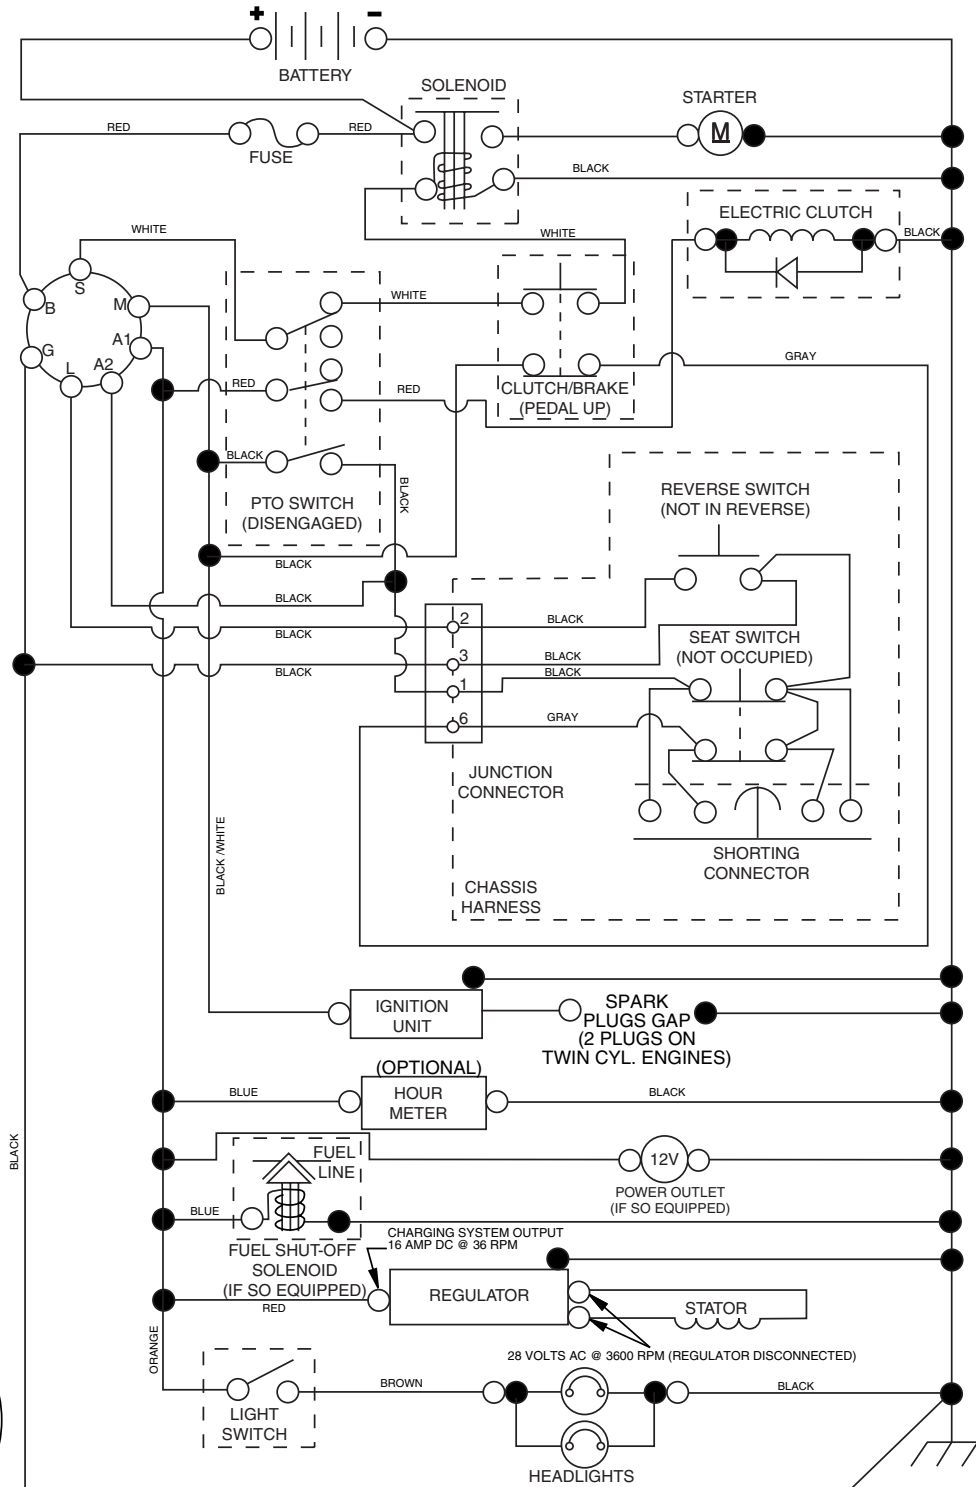 + −
BATTERY
SOLENOID
STARTER
RED
RED
FUSE
M
BLACK
ELECTRIC CLUTCH
WHITE
WHITE
BLACK
S
B
M
WHITE
A1
G
A2
L
RED
RED
GRAY
CLUTCH/BRAKE
(PEDAL UP)
BLACK
BLACK
PTO SWITCH
(DISENGAGED)
REVERSE SWITCH
(NOT IN REVERSE)
BLACK
BLACK
2
BLACK
BLACK
SEAT SWITCH
(NOT OCCUPIED)
3
BLACK
BLACK
BLACK
1
6
GRAY
JUNCTION
CONNECTOR
BLACK /WHITE
SHORTING
CONNECTOR
CHASSIS
HARNESS
IGNITION
UNIT
SPARK
PLUGS GAP
(2 PLUGS ON
TWIN CYL. ENGINES)
(OPTIONAL)
HOUR
METER
BLUE
BLACK
BLACK
FUEL
LINE
12V
POWER OUTLET
(IF SO EQUIPPED)
BLUE
CHARGING SYSTEM OUTPUT
16 AMP DC @ 36 RPM
FUEL SHUT-OFF
SOLENOID
(IF SO EQUIPPED)
RED
REGULATOR
STATOR
ORANGE
28 VOLTS AC @ 3600 RPM (REGULATOR DISCONNECTED)
BROWN
BLACK
LIGHT
SWITCH
HEADLIGHTS